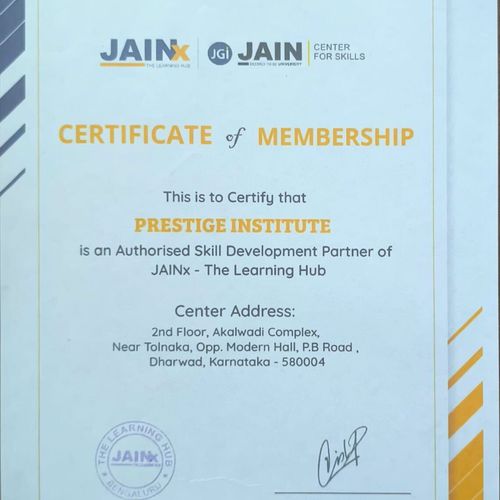 JAINx
THE LEARNING HUB
JGi JAIN
DEEMED-TO-BE UNIVERSITY
CENTER
FOR SKILLS
CERTIFICATE of MEMBERSHIP
This is to Certify that
PRESTIGE INSTITUTE
is an Authorised Skill Development Partner of
JAINx - The Learning Hub
Center Address:
2nd Floor, Akalwadi Complex,
Near Tolnaka, Opp. Modern Hall, P.B Road ,
Dharwad, Karnataka - 580004
THE LEARNING HUB
JAINx
BENGALURU